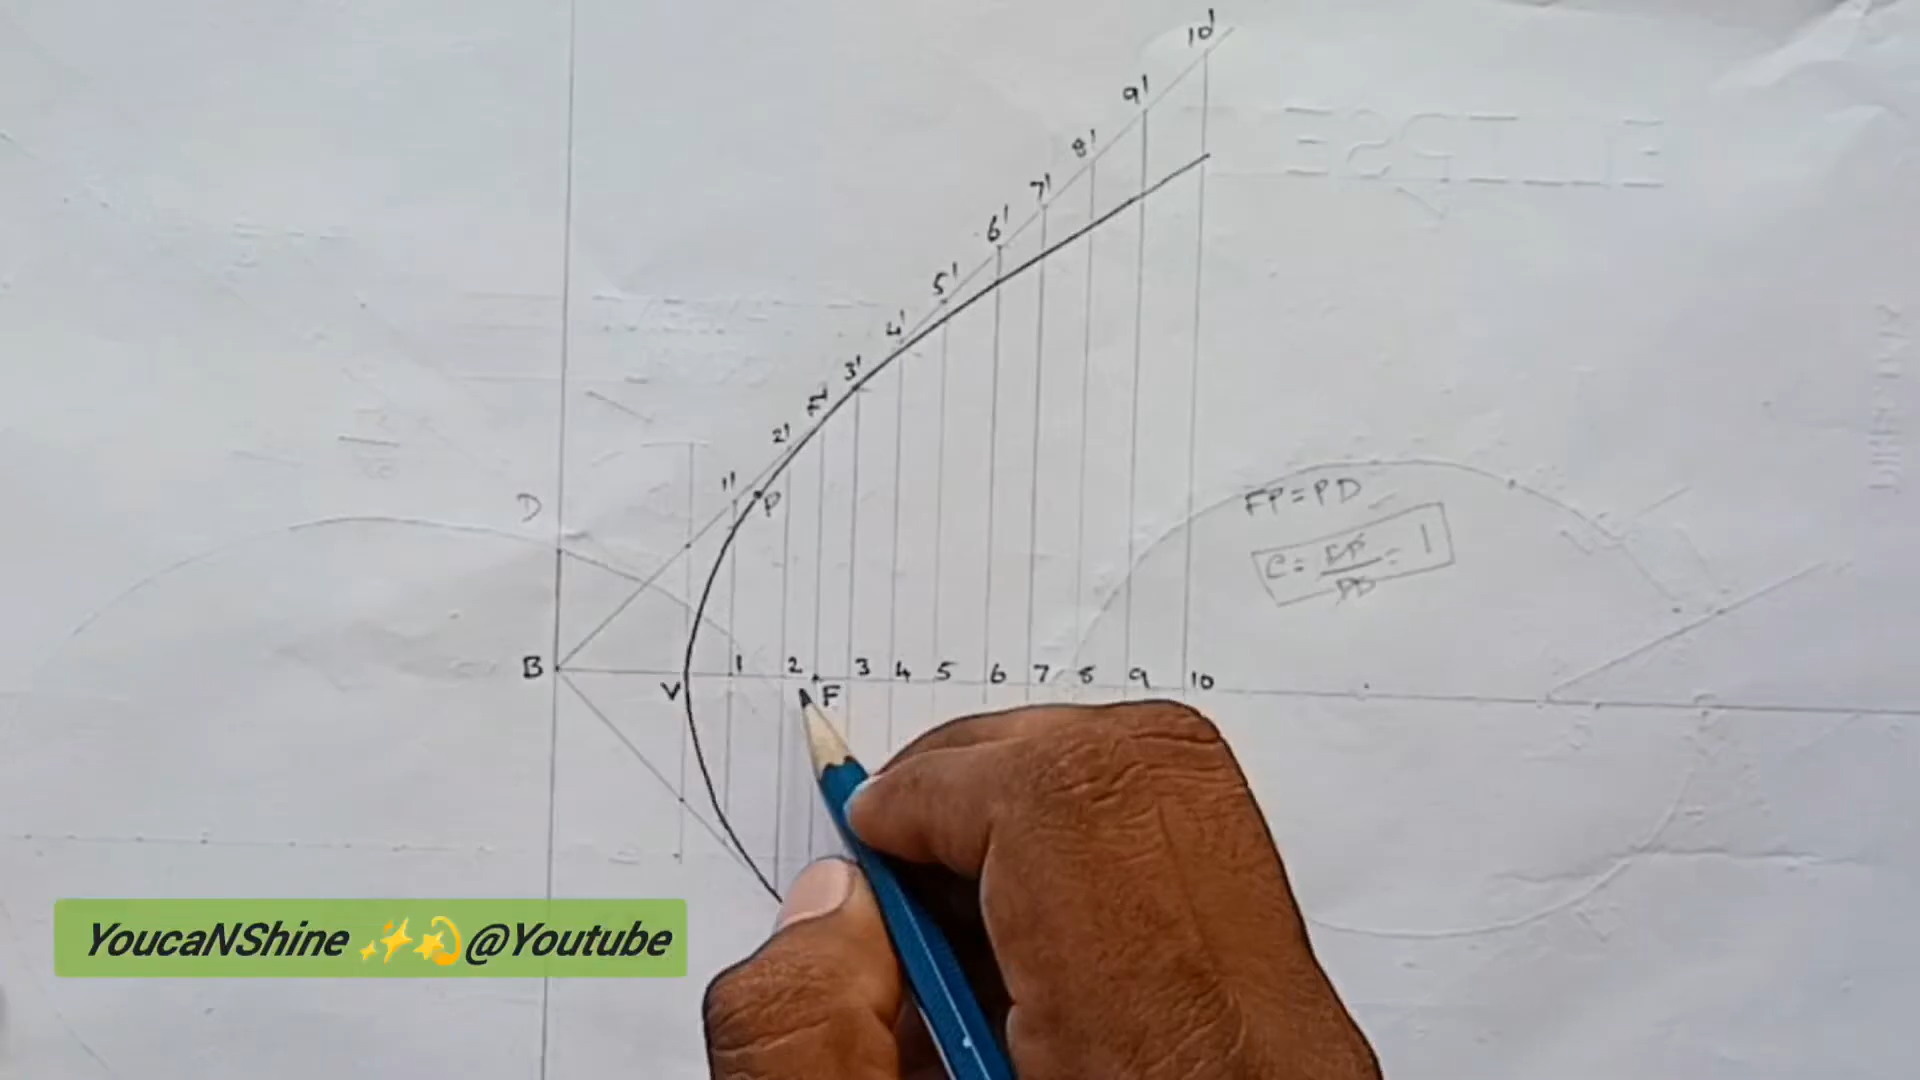 10'
9'
8'
7'
6'
5'
4'
3'
2'
1'
P
D
FP = PD
e = FP/PD = 1
B V 1 2 F 3 4 5 6 7 8 9 10
YoucaNShine ✨💫@Youtube